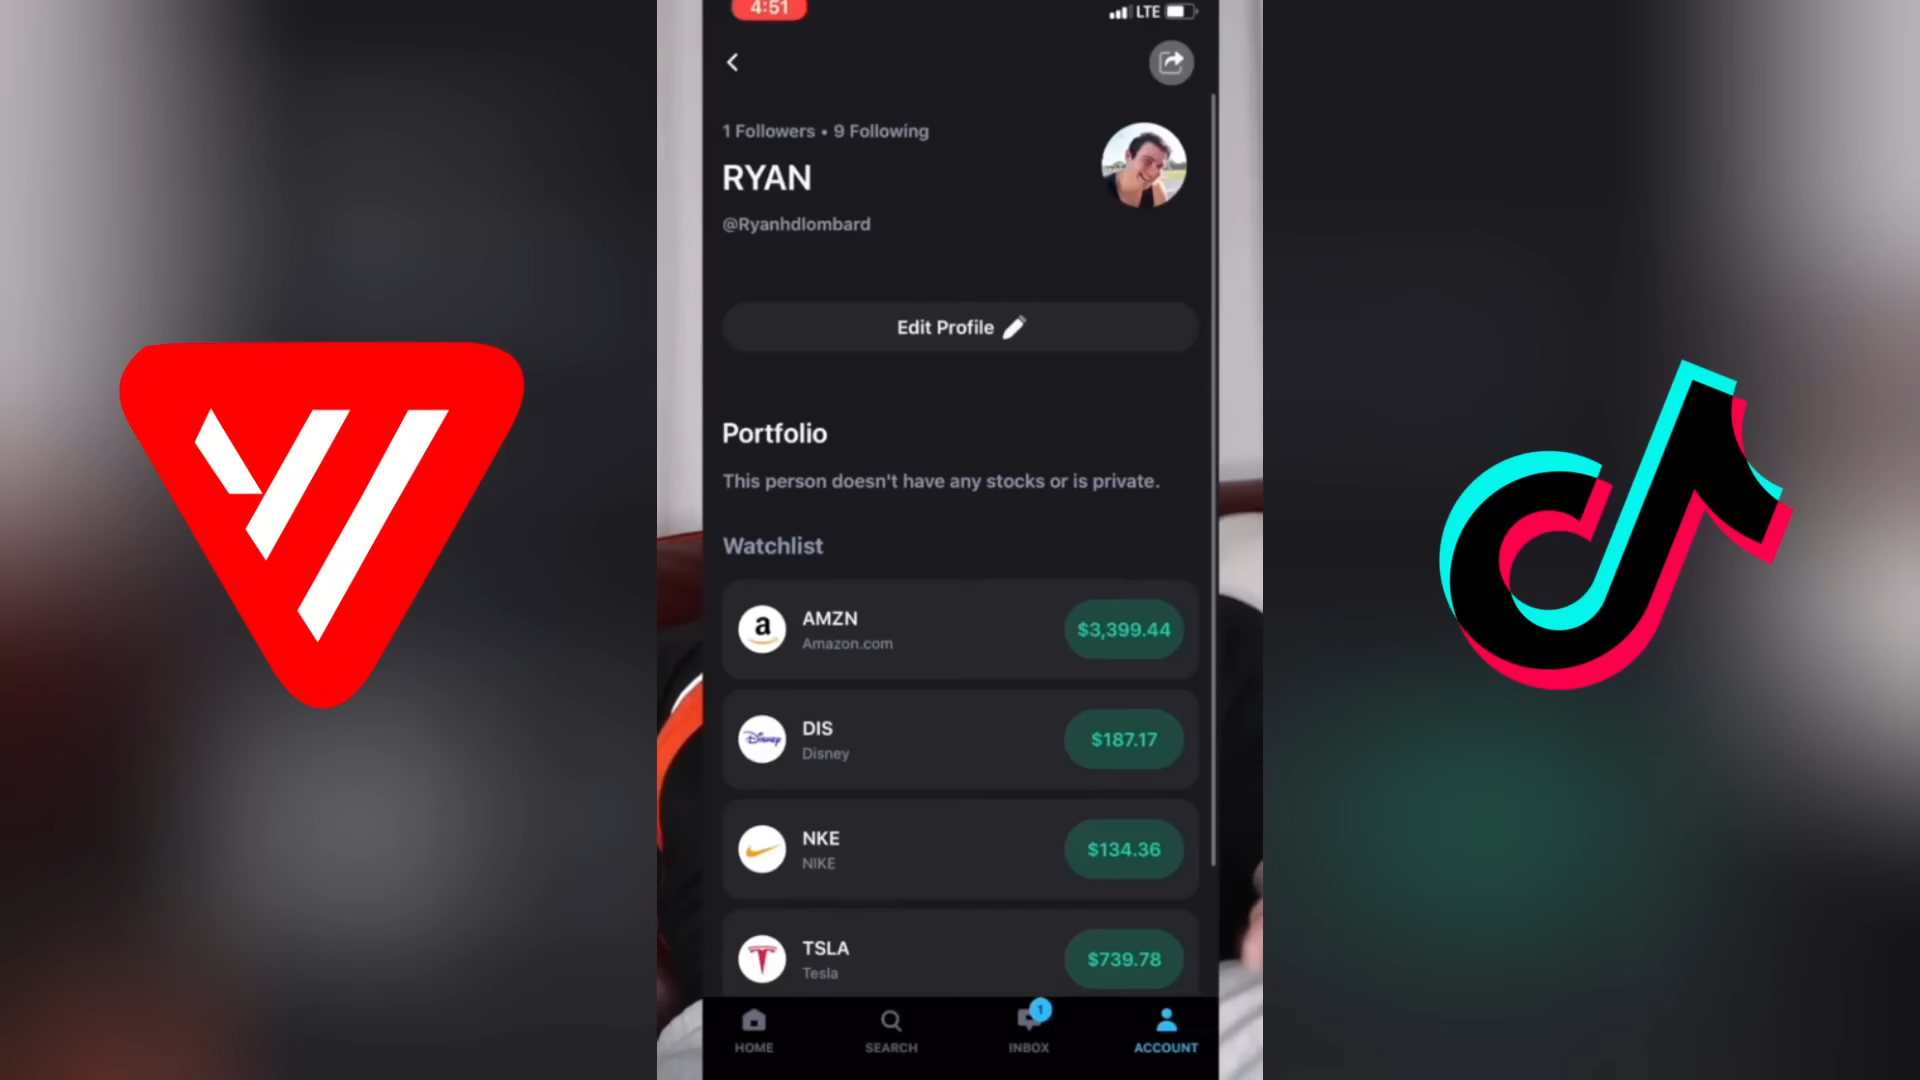 4:51
LTE
1 Followers • 9 Following
RYAN
@Ryanhdlombard
Edit Profile
Portfolio
This person doesn't have any stocks or is private.
Watchlist
a
AMZN
Amazon.com
$3,399.44
Disney
DIS
Disney
$187.17
NKE
NIKE
$134.36
TSLA
Tesla
$739.78
1
HOME
SEARCH
INBOX
ACCOUNT